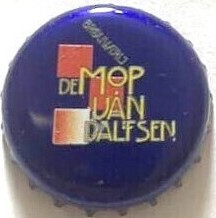 BROUWERIJ
DE MOP
VAN
DALFSEN